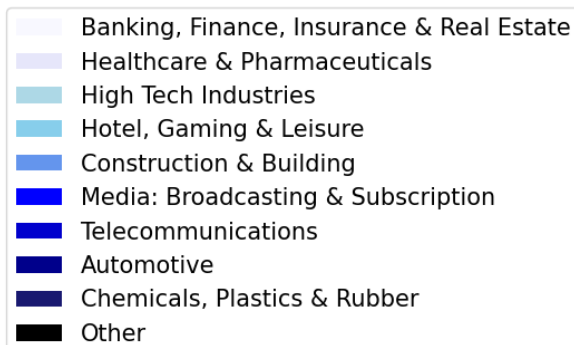 Banking, Finance, Insurance & Real Estate
Healthcare & Pharmaceuticals
High Tech Industries
Hotel, Gaming & Leisure
Construction & Building
Media: Broadcasting & Subscription
Telecommunications
Automotive
Chemicals, Plastics & Rubber
Other